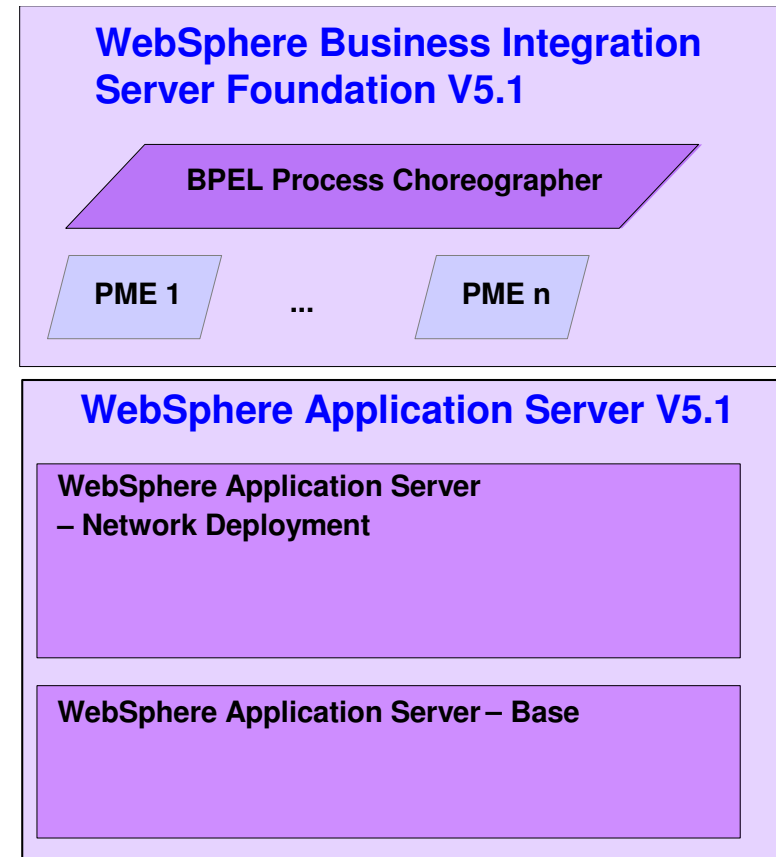 WebSphere Business Integration
Server Foundation V5.1
BPEL Process Choreographer
PME 1 ... PME n
WebSphere Application Server V5.1
WebSphere Application Server
– Network Deployment
WebSphere Application Server – Base